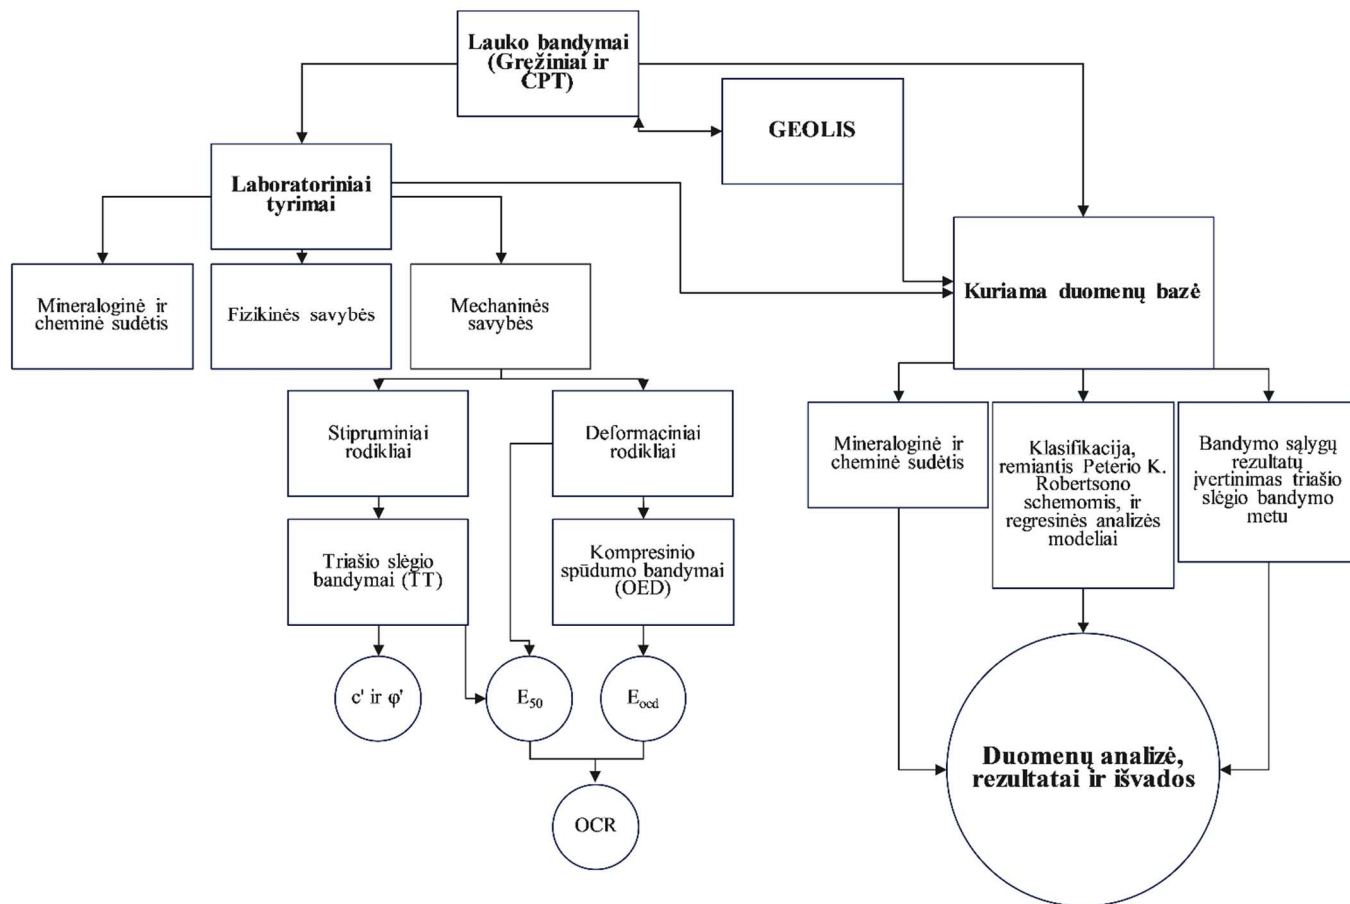 Lauko bandymai
(Gręžiniai ir
CPT)
GEOLIS
Laboratoriniai
tyrimai
Kuriama duomenų bazė
Mineraloginė ir
cheminė sudėtis
Fizikinės savybės
Mechaninės
savybės
Stipruminiai
rodikliai
Deformaciniai
rodikliai
Mineraloginė ir
cheminė sudėtis
Klasifikacija,
remiantis Peterio K.
Robertsono
schemomis, ir
regresinės analizės
modeliai
Bandymo sąlygų
rezultatų
įvertinimas triašio
slėgio bandymo
metu
Triašio slėgio
bandymai (TT)
Kompresinio
spūdumo bandymai
(OED)
c' ir φ'
E₅₀
Eₒₑd
OCR
Duomenų analizė,
rezultatai ir išvados